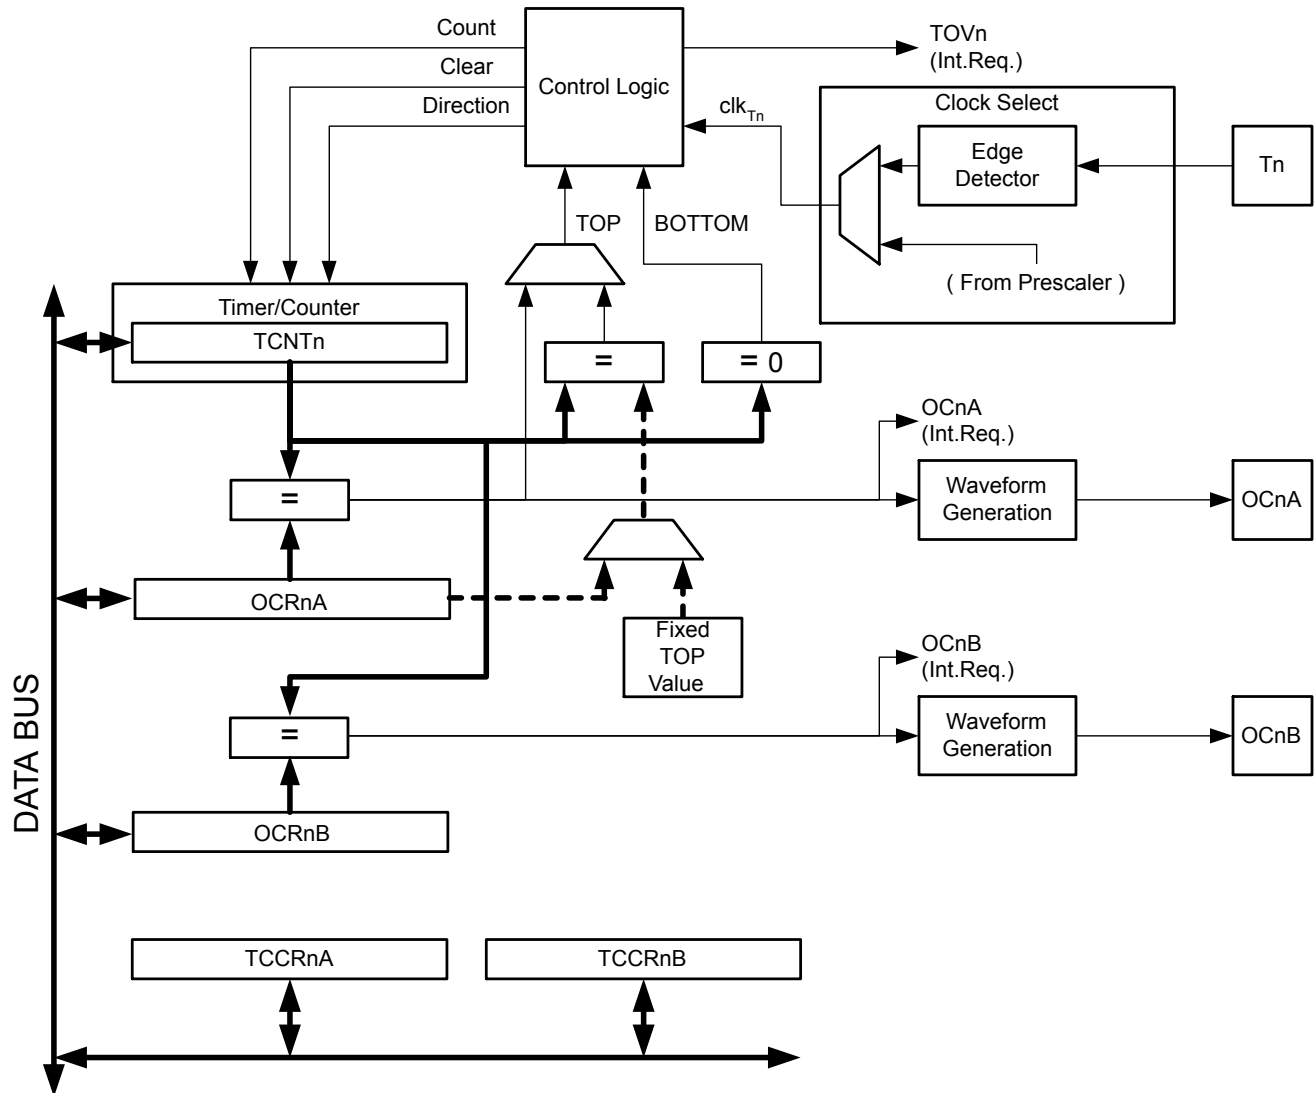 Count
Clear
Direction
Control Logic
TOVn
(Int.Req.)
clkTn
Clock Select
Edge
Detector
Tn
TOP
BOTTOM
( From Prescaler )
Timer/Counter
TCNTn
=
= 0
OCnA
(Int.Req.)
=
Waveform
Generation
OCnA
OCRnA
Fixed
TOP
Value
OCnB
(Int.Req.)
=
Waveform
Generation
OCnB
OCRnB
DATA BUS
TCCRnA
TCCRnB